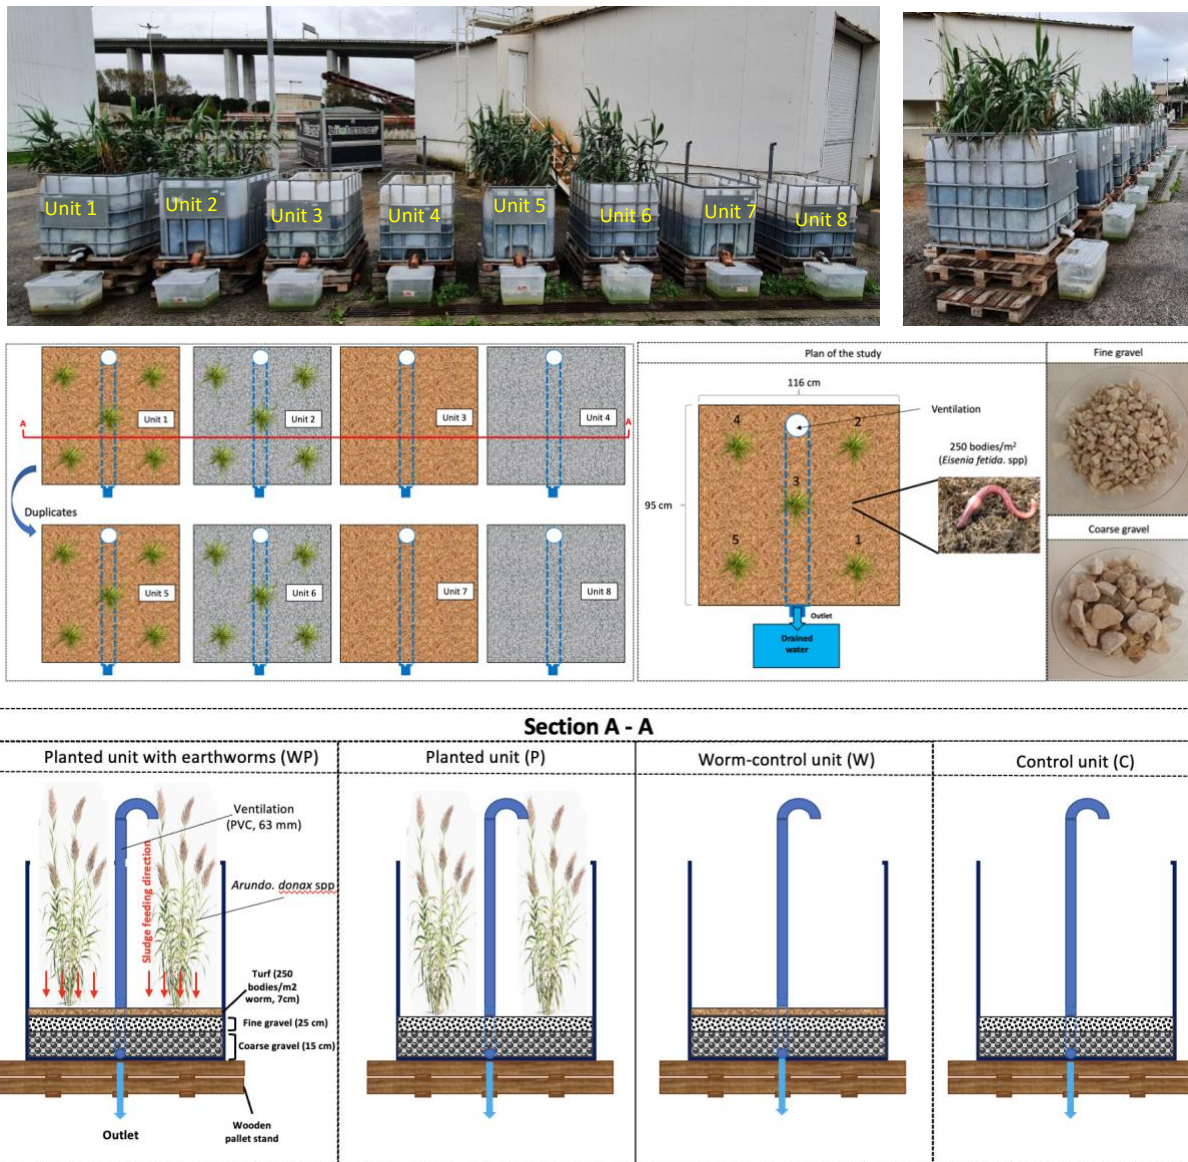 Unit 1
Unit 2
Unit 3
Unit 4
Unit 5
Unit 6
Unit 7
Unit 8
A
A
Unit 1
Unit 2
Unit 3
Unit 4
Duplicates
Unit 5
Unit 6
Unit 7
Unit 8
Plan of the study
116 cm
Ventilation
95 cm
4
2
3
5
1
250 bodies/m²
(Eisenia fetida. spp)
Outlet
Drained
water
Fine gravel
Coarse gravel
Section A - A
Planted unit with earthworms (WP)
Planted unit (P)
Worm-control unit (W)
Control unit (C)
Ventilation
(PVC, 63 mm)
Sludge feeding direction
Arundo. donax spp
Turf (250
bodies/m2
worm, 7cm)
Fine gravel (25 cm)
Coarse gravel (15 cm)
Outlet
Wooden
pallet stand